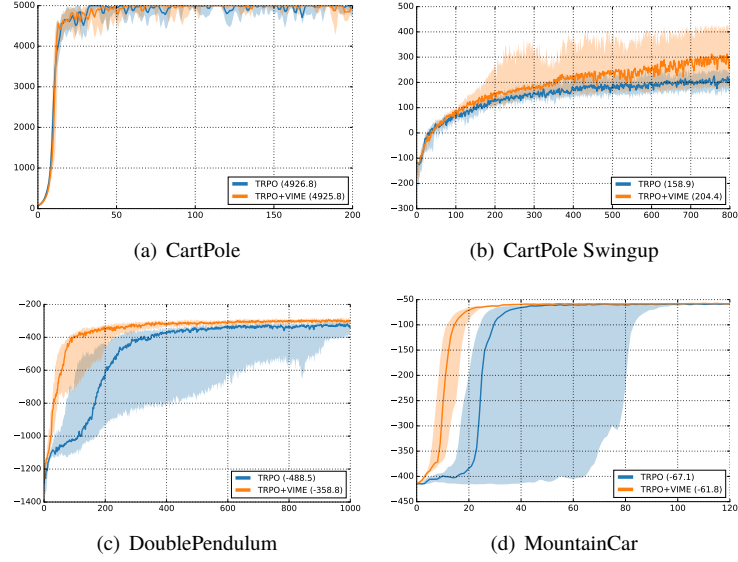 5000
4000
3000
2000
1000
0
0 50 100 150 200
TRPO (4926.8)
TRPO+VIME (4925.8)
(a) CartPole
500
400
300
200
100
0
−100
−200
−300
0 100 200 300 400 500 600 700 800
TRPO (158.9)
TRPO+VIME (204.4)
(b) CartPole Swingup
−200
−400
−600
−800
−1000
−1200
−1400
0 200 400 600 800 1000
TRPO (-488.5)
TRPO+VIME (-358.8)
(c) DoublePendulum
−50
−100
−150
−200
−250
−300
−350
−400
−450
0 20 40 60 80 100 120
TRPO (-67.1)
TRPO+VIME (-61.8)
(d) MountainCar